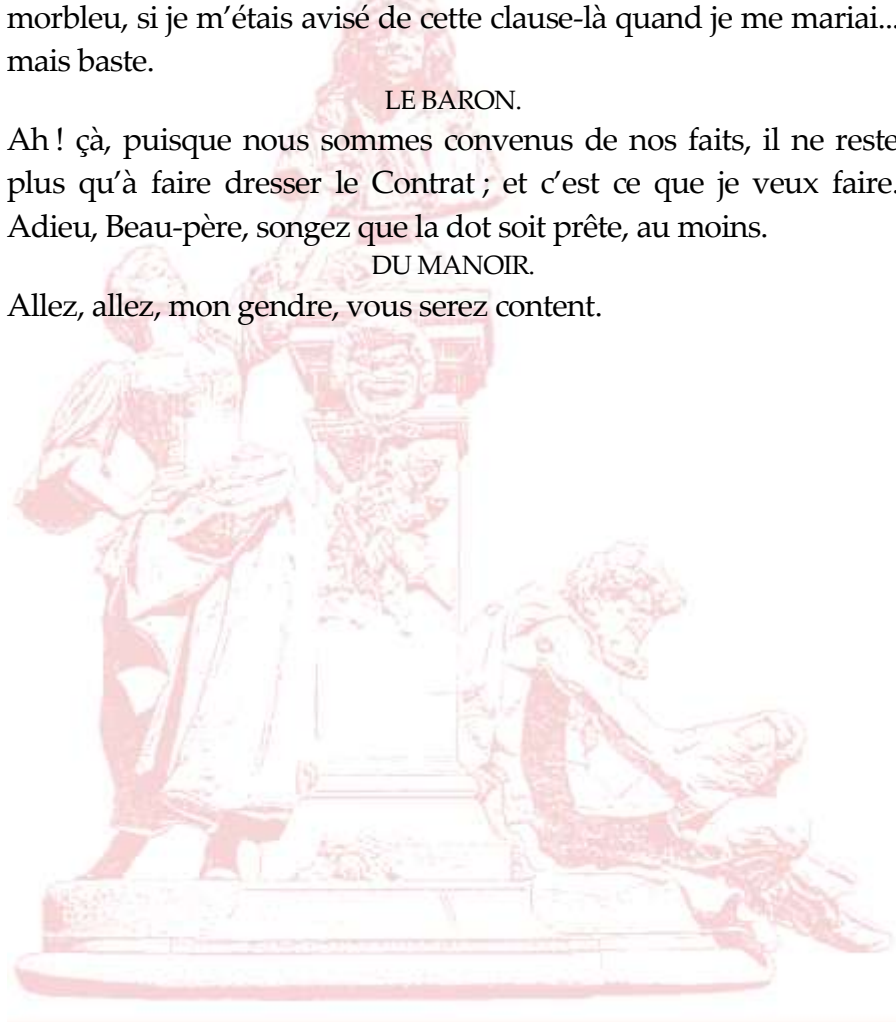 morbleu, si je m’étais avisé de cette clause-là quand je me mariai...
mais baste.
LE BARON.
Ah ! çà, puisque nous sommes convenus de nos faits, il ne reste
plus qu’à faire dresser le Contrat ; et c’est ce que je veux faire.
Adieu, Beau-père, songez que la dot soit prête, au moins.
DU MANOIR.
Allez, allez, mon gendre, vous serez content.